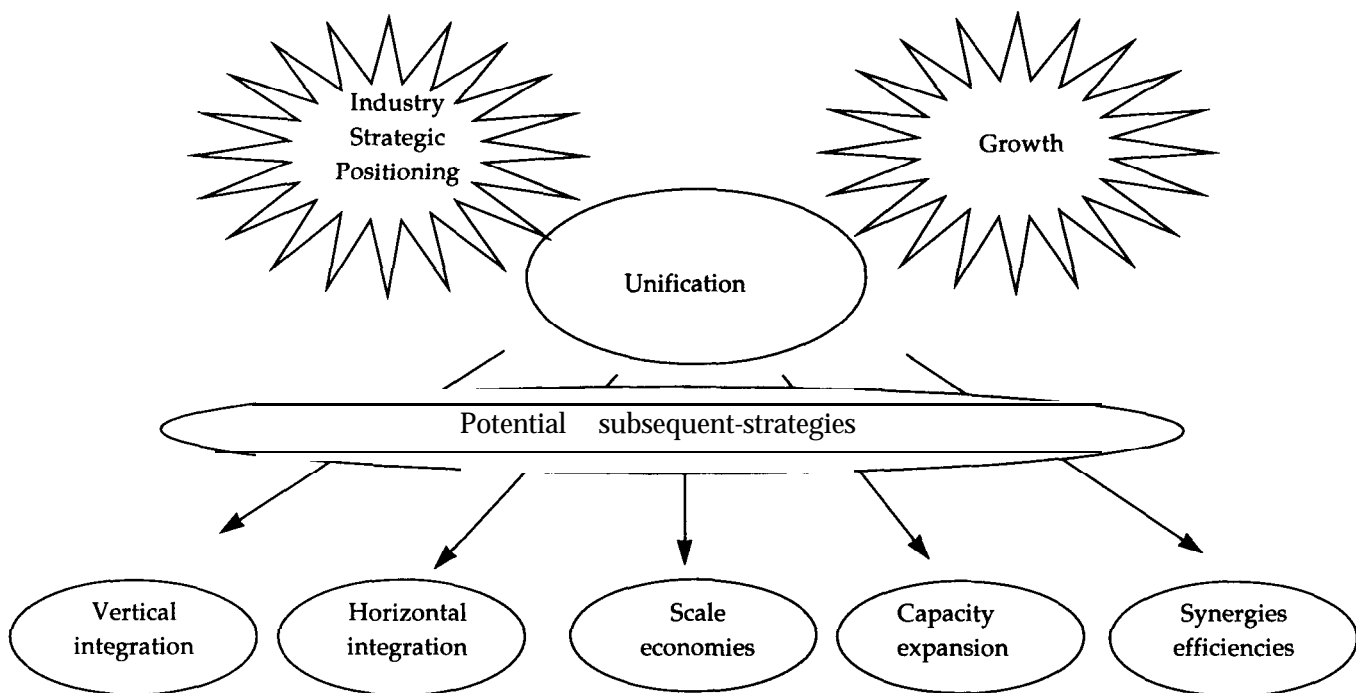 Industry
Strategic
Positioning
Growth
Unification
Potential subsequent-strategies
Vertical
integration
Horizontal
integration
Scale
economies
Capacity
expansion
Synergies
efficiencies